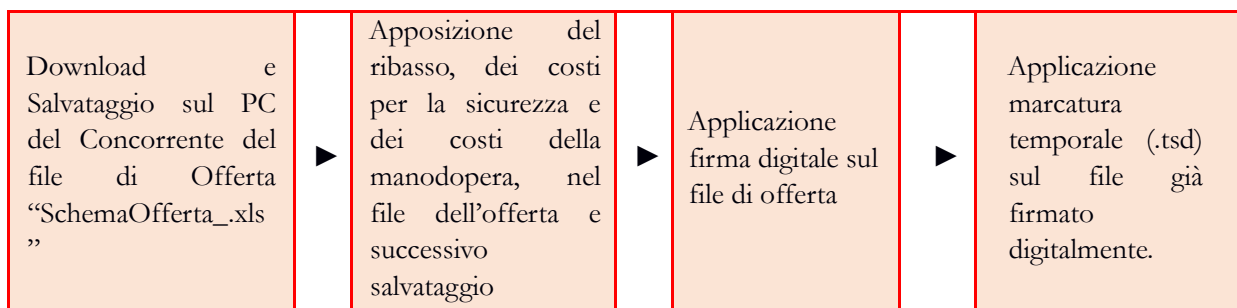 Download e
Salvataggio sul PC
del Concorrente del
file di Offerta
“SchemaOfferta_.xls
”
Apposizione del
ribasso, dei costi
per la sicurezza e
dei costi della
manodopera, nel
file dell’offerta e
successivo
salvataggio
Applicazione
firma digitale sul
file di offerta
Applicazione
marcatura
temporale (.tsd)
sul file già
firmato
digitalmente.